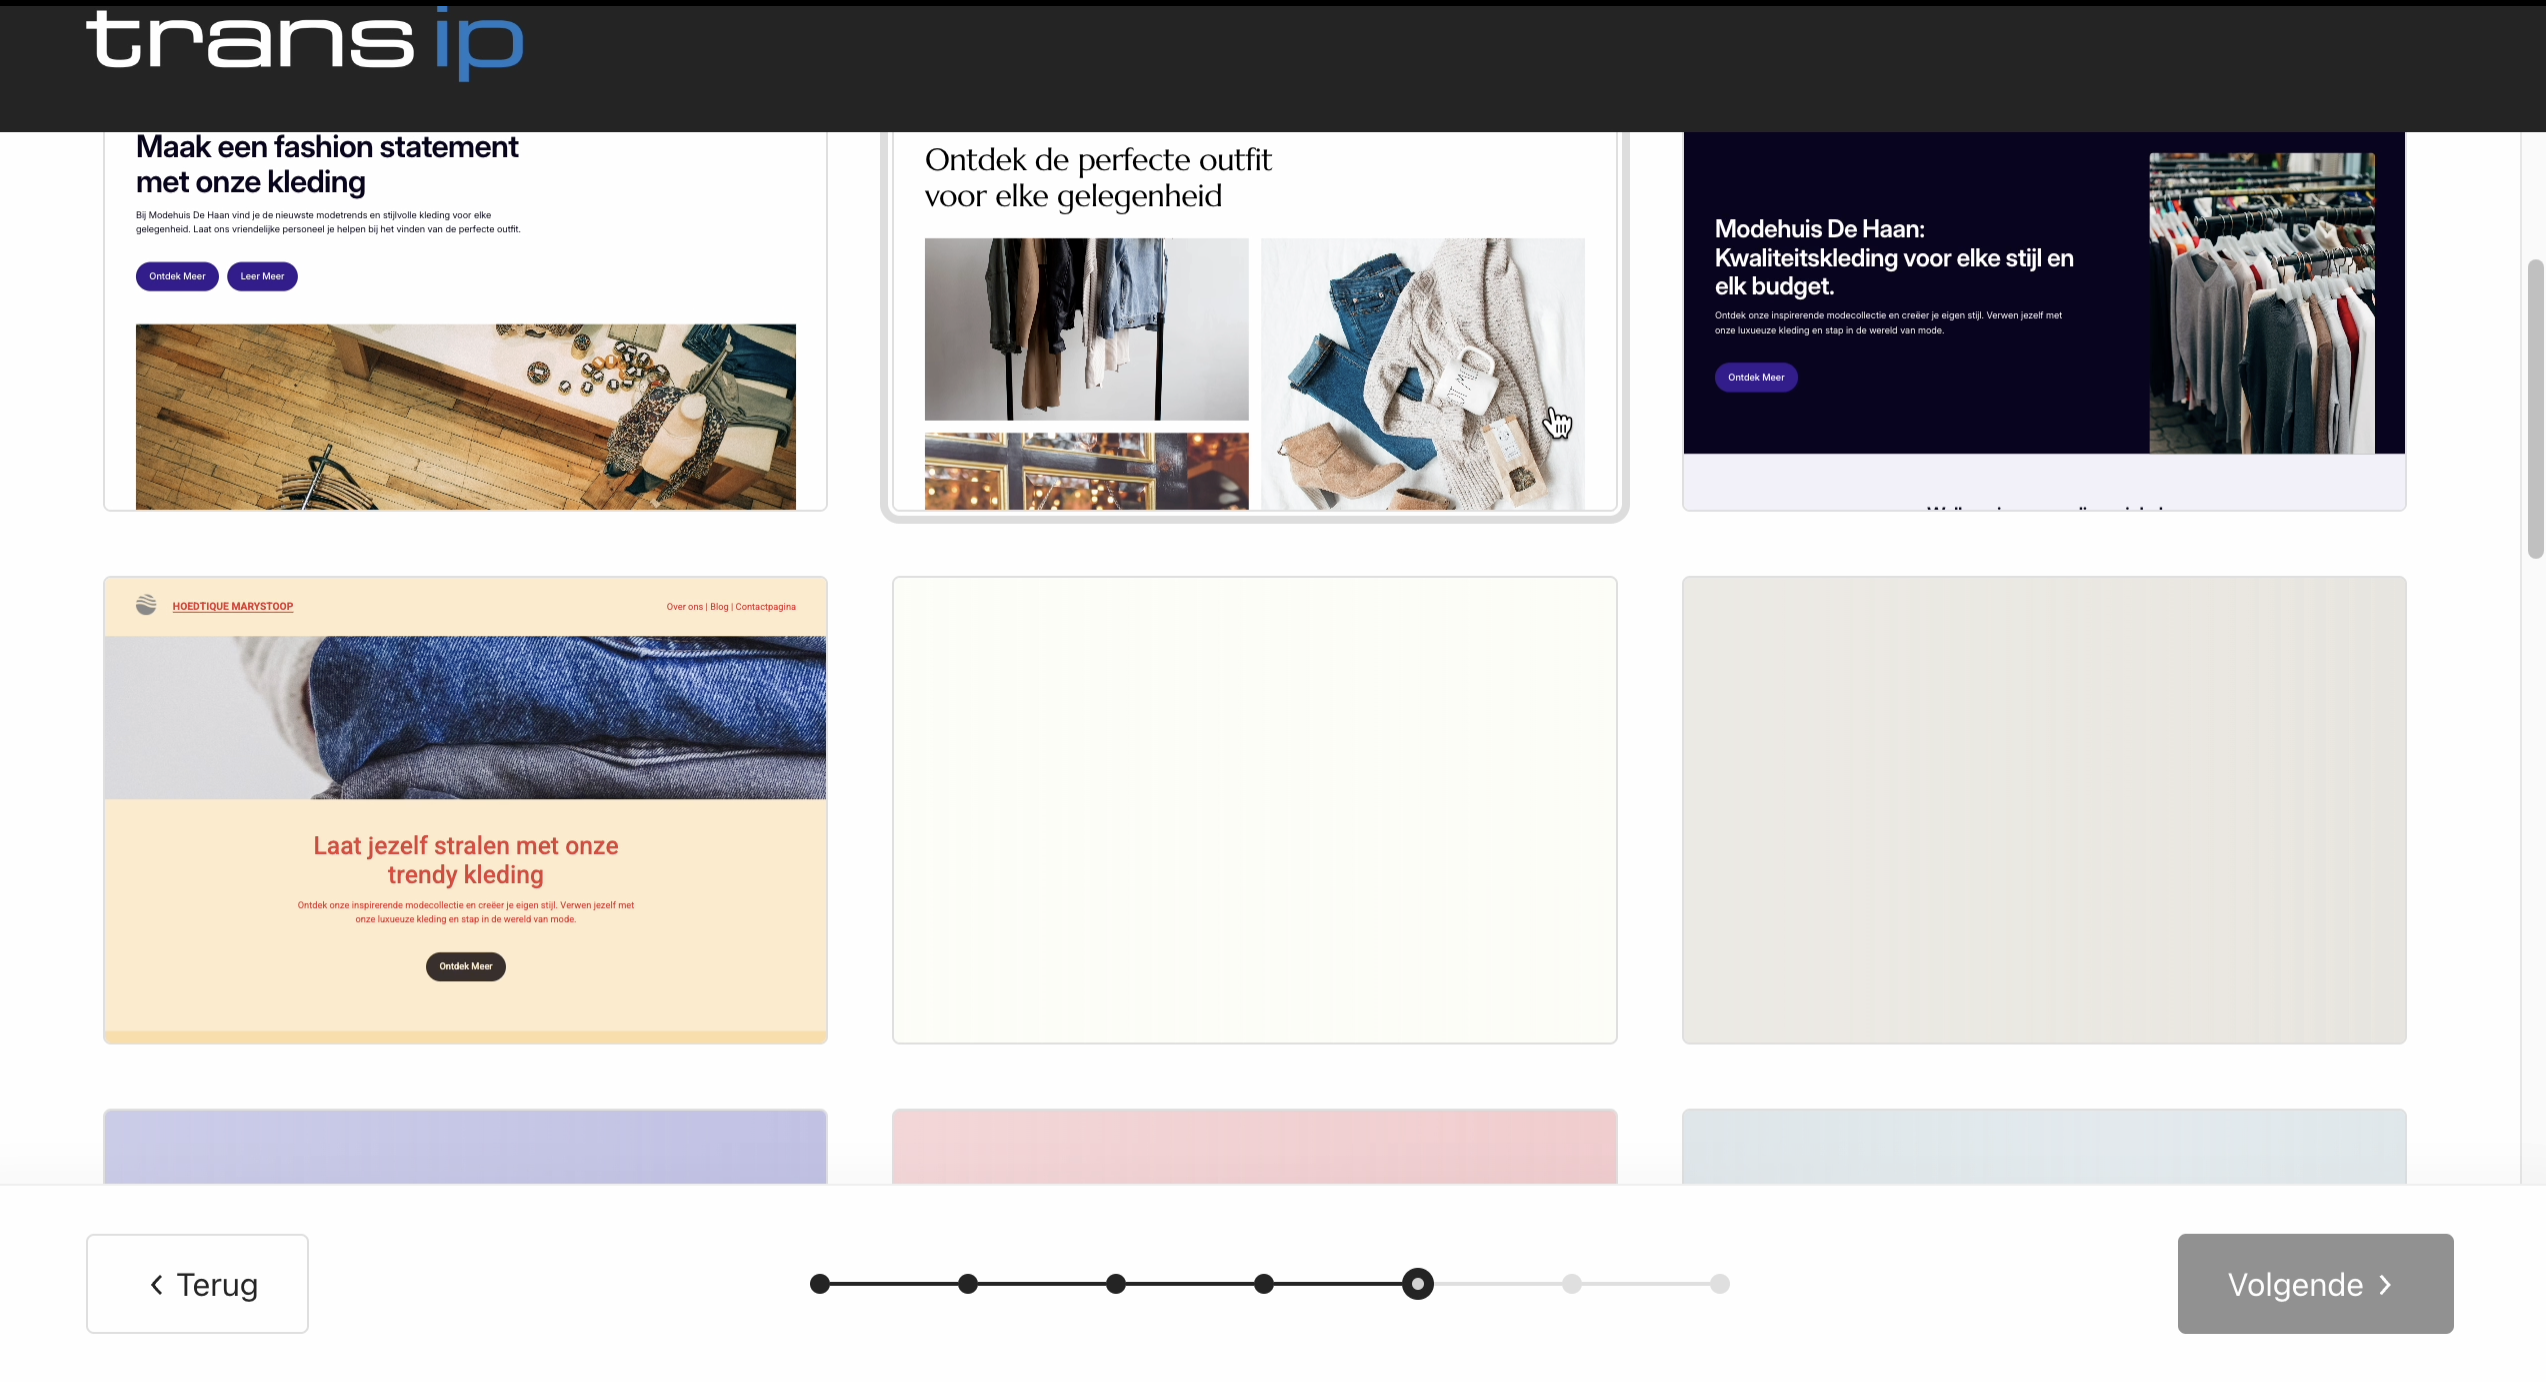 trans ip
Maak een fashion statement
met onze kleding
Bij Modehuis De Haan vind je de nieuwste modetrends en stijlvolle kleding voor elke
gelegenheid. Laat ons vriendelijke personeel je helpen bij het vinden van de perfecte outfit.
Ontdek Meer
Leer Meer
Ontdek de perfecte outfit
voor elke gelegenheid
Modehuis De Haan:
Kwaliteitskleding voor elke stijl en
elk budget.
Ontdek onze inspirerende modecollectie en creëer je eigen stijl. Verwen jezelf met
onze luxueuze kleding en stap in de wereld van mode.
Ontdek Meer
HOEDTIQUE MARYSTOOP
Over ons | Blog | Contactpagina
Laat jezelf stralen met onze
trendy kleding
Ontdek onze inspirerende modecollectie en creëer je eigen stijl. Verwen jezelf met
onze luxueuze kleding en stap in de wereld van mode.
Ontdek Meer
Terug
Volgende